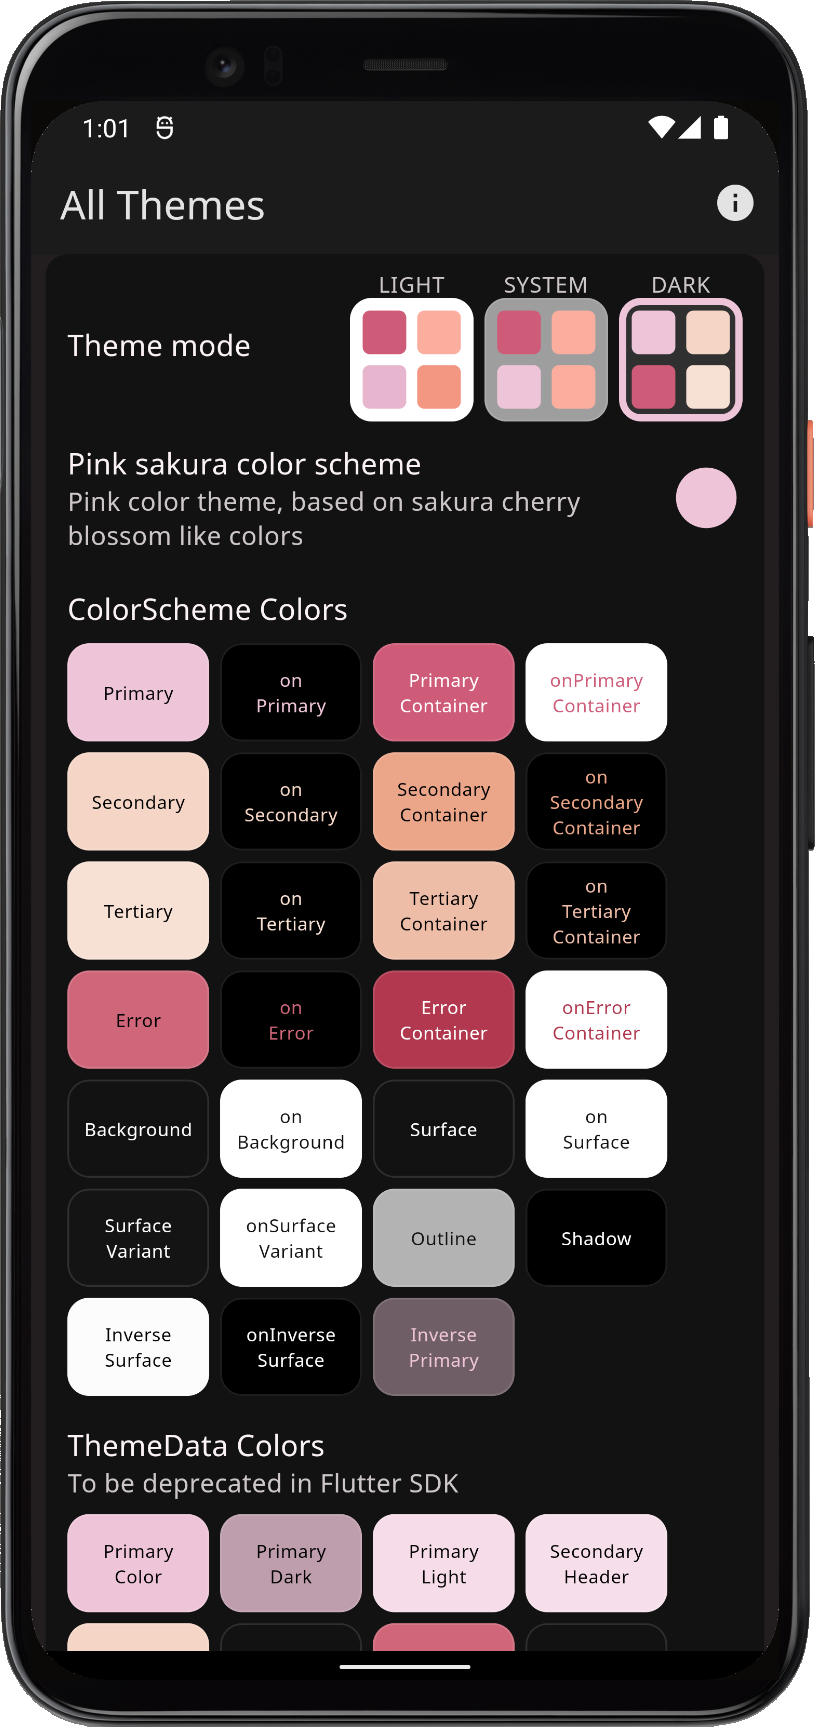 1:01
All Themes
LIGHT SYSTEM DARK
Theme mode
Pink sakura color scheme
Pink color theme, based on sakura cherry
blossom like colors
ColorScheme Colors
Primary
on
Primary
Primary
Container
onPrimary
Container
Secondary
on
Secondary
Secondary
Container
on
Secondary
Container
Tertiary
on
Tertiary
Tertiary
Container
on
Tertiary
Container
Error
on
Error
Error
Container
onError
Container
Background
on
Background
Surface
on
Surface
Surface
Variant
onSurface
Variant
Outline
Shadow
Inverse
Surface
onInverse
Surface
Inverse
Primary
ThemeData Colors
To be deprecated in Flutter SDK
Primary
Color
Primary
Dark
Primary
Light
Secondary
Header